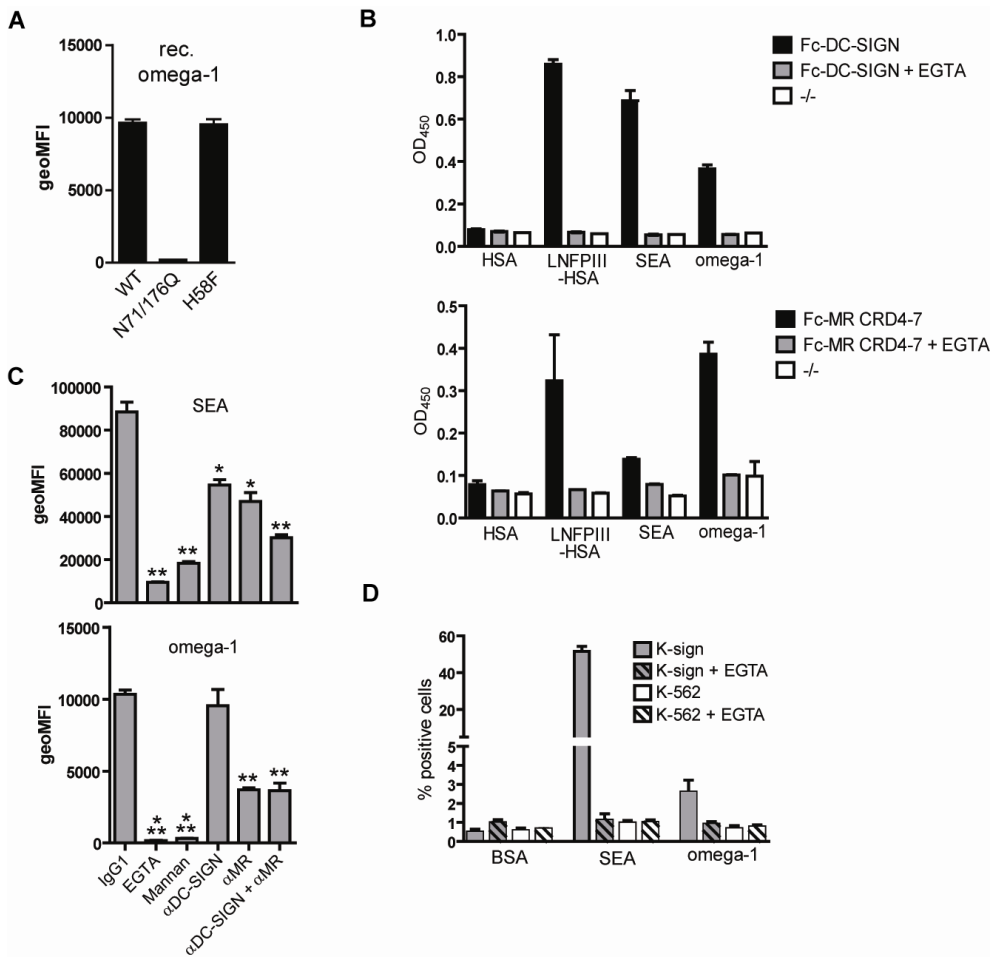 A
rec.
omega-1
geoMFI
15000
10000
5000
0
WT
N71/176Q
H58F
B
OD450
1.0
0.8
0.6
0.4
0.2
0.0
HSA
LNFPIII
-HSA
SEA
omega-1
Fc-DC-SIGN
Fc-DC-SIGN + EGTA
-/-
OD450
0.5
0.4
0.3
0.2
0.1
0.0
HSA
LNFPIII
-HSA
SEA
omega-1
Fc-MR CRD4-7
Fc-MR CRD4-7 + EGTA
-/-
C
SEA
geoMFI
100000
80000
60000
40000
20000
0
**
**
*
*
**
omega-1
geoMFI
15000
10000
5000
0
*
**
*
**
**
**
IgG1
EGTA
Mannan
αDC-SIGN
αMR
αDC-SIGN + αMR
D
% positive cells
60
40
20
5
4
3
2
1
0
BSA
SEA
omega-1
K-sign
K-sign + EGTA
K-562
K-562 + EGTA